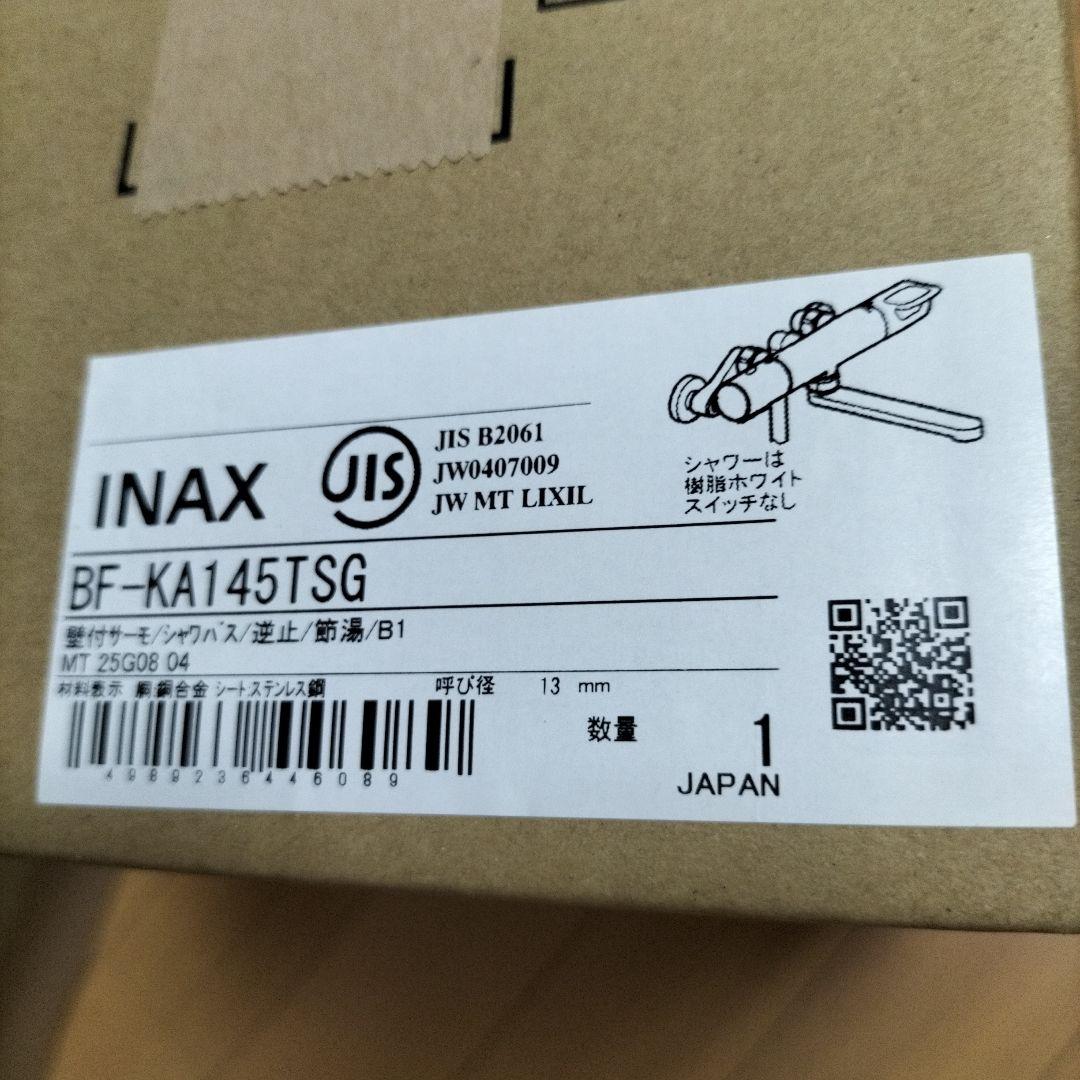 INAX
JIS
JIS B2061
JW0407009
JW MT LIXIL
シャワーは
樹脂ホワイト
スイッチなし
BF-KA145TSG
壁付サーモ/シャワバス/逆止/節湯/B1
MT 25G08 04
材料表示 胴:銅合金 シート:ステンレス鋼
呼び径 13 mm
数量 1
JAPAN
4989236446089